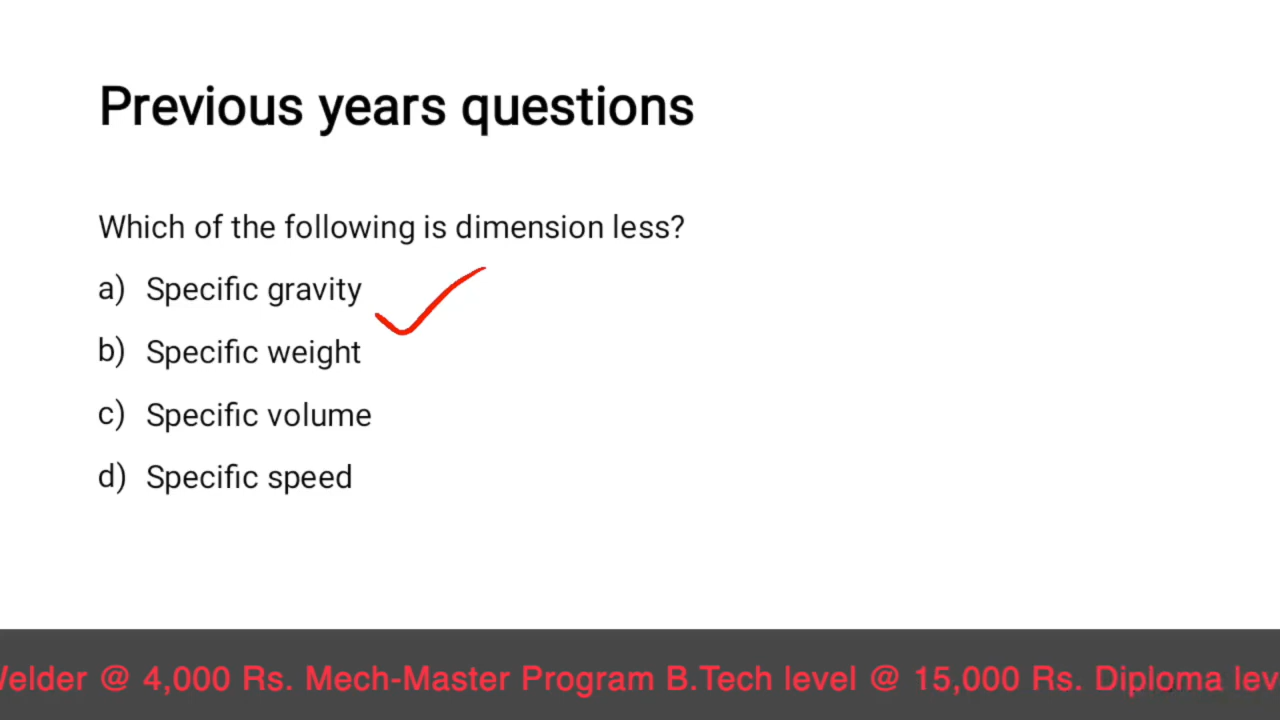 Previous years questions
Which of the following is dimension less?
a) Specific gravity
b) Specific weight
c) Specific volume
d) Specific speed
Welder @ 4,000 Rs. Mech-Master Program B.Tech level @ 15,000 Rs. Diploma lev